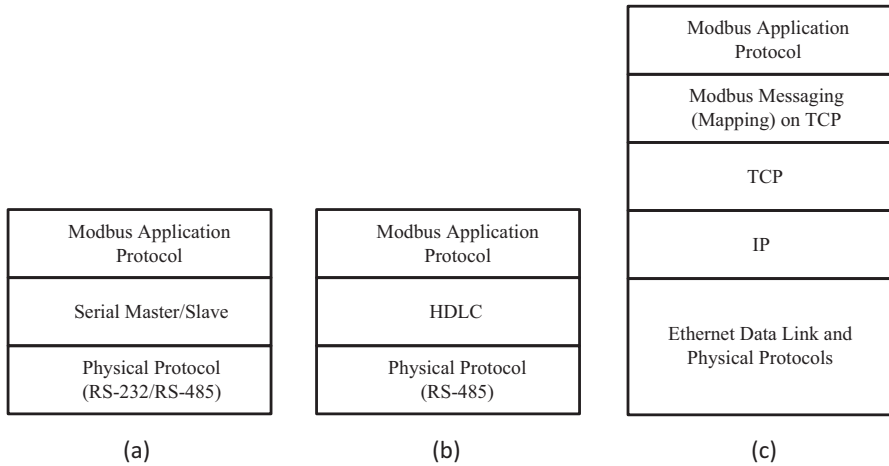 Modbus Application
Protocol
Serial Master/Slave
Physical Protocol
(RS-232/RS-485)
(a)
Modbus Application
Protocol
HDLC
Physical Protocol
(RS-485)
(b)
Modbus Application
Protocol
Modbus Messaging
(Mapping) on TCP
TCP
IP
Ethernet Data Link and
Physical Protocols
(c)